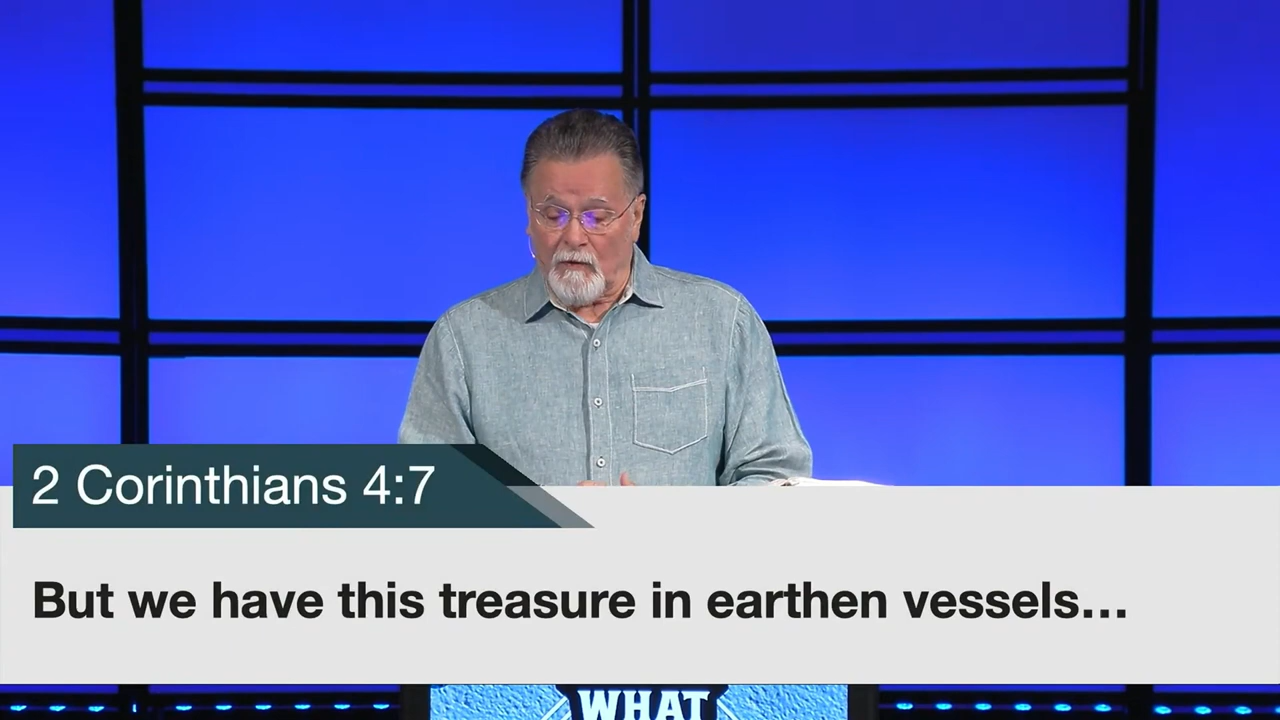 2 Corinthians 4:7
But we have this treasure in earthen vessels…
WHAT